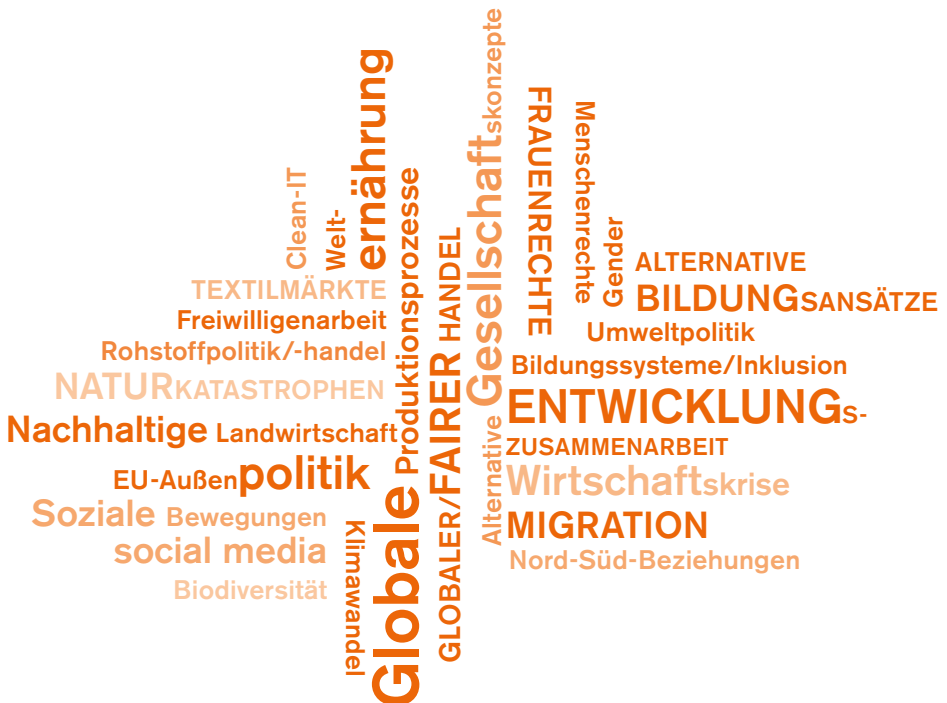 Clean-IT
Welt-
ernährung
TEXTILMÄRKTE
Freiwilligenarbeit
Rohstoffpolitik/-handel
NATURKATASTROPHEN
Nachhaltige Landwirtschaft
EU-Außenpolitik
Soziale Bewegungen
social media
Biodiversität
Klimawandel
Globale Produktionsprozesse
GLOBALER/FAIRER HANDEL
Alternative Gesellschaftskonzepte
FRAUENRECHTE
Menschenrechte
Gender
ALTERNATIVE
BILDUNGSANSÄTZE
Umweltpolitik
Bildungssysteme/Inklusion
ENTWICKLUNGS-
ZUSAMMENARBEIT
Wirtschaftskrise
MIGRATION
Nord-Süd-Beziehungen